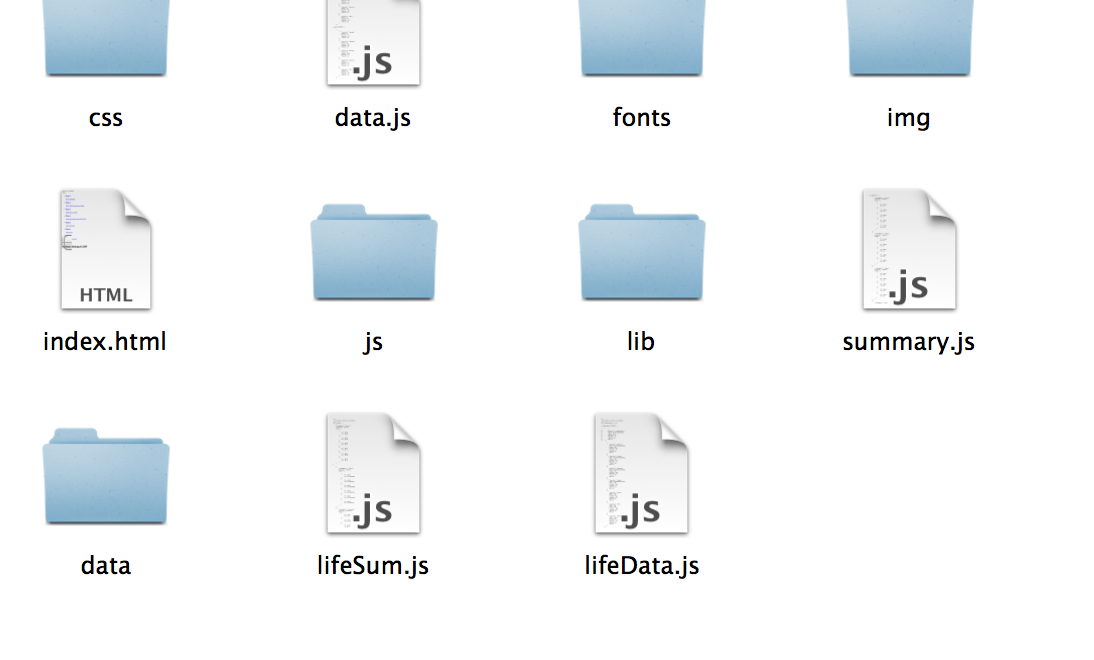 .js
css
data.js
fonts
img
HTML
.js
index.html
js
lib
summary.js
.js
.js
data
lifeSum.js
lifeData.js